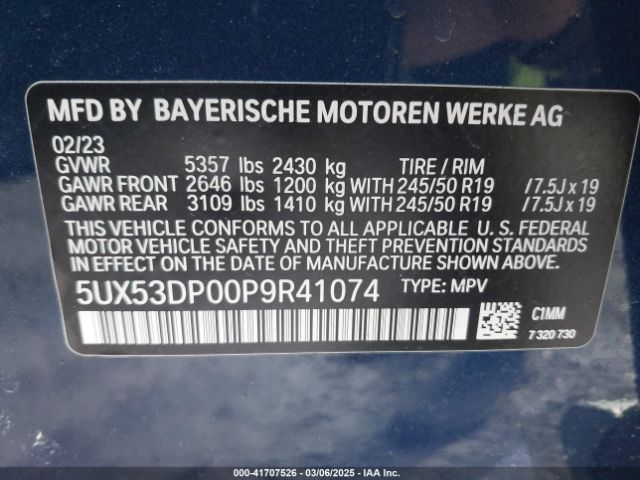 MFD BY BAYERISCHE MOTOREN WERKE AG
02/23
GVWR 5357 lbs 2430 kg TIRE / RIM
GAWR FRONT 2646 lbs 1200 kg WITH 245/50 R19 /7.5J x 19
GAWR REAR 3109 lbs 1410 kg WITH 245/50 R19 /7.5J x 19
THIS VEHICLE CONFORMS TO ALL APPLICABLE U. S. FEDERAL
MOTOR VEHICLE SAFETY AND THEFT PREVENTION STANDARDS
IN EFFECT ON THE DATE OF MANUFACTURE SHOWN ABOVE.
5UX53DP00P9R41074 TYPE: MPV
C1MM
7 320 730
000-41707526 - 03/06/2025 - IAA Inc.